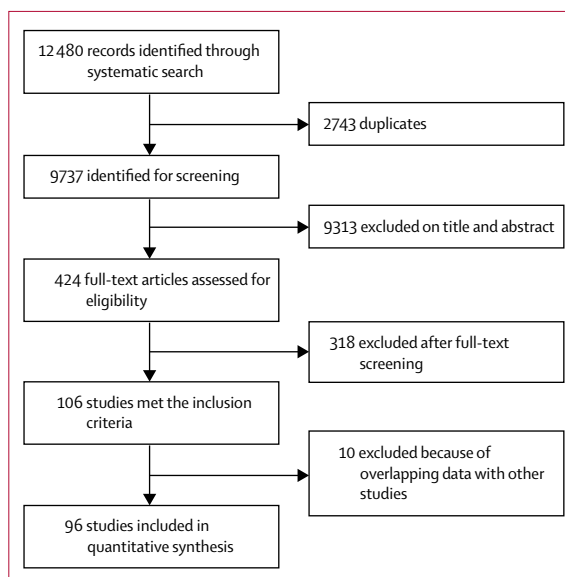 12 480 records identified through
systematic search
2743 duplicates
9737 identified for screening
9313 excluded on title and abstract
424 full-text articles assessed for
eligibility
318 excluded after full-text
screening
106 studies met the inclusion
criteria
10 excluded because of
overlapping data with other
studies
96 studies included in
quantitative synthesis